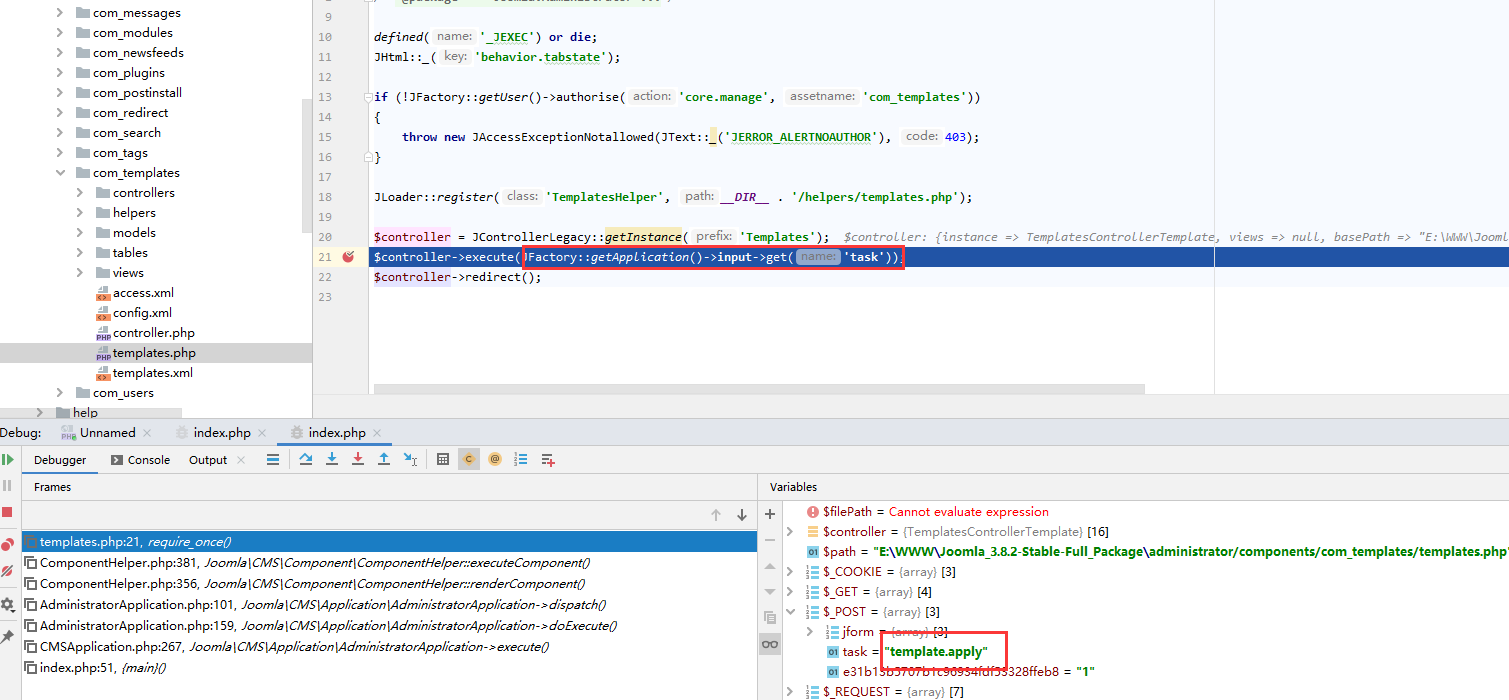 com_messages
com_modules
com_newsfeeds
com_plugins
com_postinstall
com_redirect
com_search
com_tags
com_templates
controllers
helpers
models
tables
views
access.xml
config.xml
controller.php
templates.php
templates.xml
com_users
help
9
10 defined( name: '_JEXEC') or die;
11 JHtml::_( key: 'behavior.tabstate');
12
13 if (!JFactory::getUser()->authorise( action: 'core.manage', assetname: 'com_templates'))
14 {
15 throw new JAccessExceptionNotallowed(JText::_('JERROR_ALERTNOAUTHOR'), code: 403);
16 }
17
18 JLoader::register( class: 'TemplatesHelper', path: __DIR__ . '/helpers/templates.php');
19
20 $controller = JControllerLegacy::getInstance( prefix: 'Templates'); $controller: {instance => TemplatesControllerTemplate, views => null, basePath => "E:\WWW\Jooml
21 $controller->execute(JFactory::getApplication()->input->get( name: 'task'));
22 $controller->redirect();
23
Debug: Unnamed index.php index.php
Debugger Console Output
Frames
templates.php:21, require_once()
ComponentHelper.php:381, Joomla\CMS\Component\ComponentHelper::executeComponent()
ComponentHelper.php:356, Joomla\CMS\Component\ComponentHelper::renderComponent()
AdministratorApplication.php:101, Joomla\CMS\Application\AdministratorApplication->dispatch()
AdministratorApplication.php:159, Joomla\CMS\Application\AdministratorApplication->doExecute()
CMSApplication.php:267, Joomla\CMS\Application\AdministratorApplication->execute()
index.php:51, {main}()
Variables
$filePath = Cannot evaluate expression
$controller = {TemplatesControllerTemplate} [16]
$path = "E:\WWW\Joomla_3.8.2-Stable-Full_Package\administrator/components/com_templates/templates.php"
$_COOKIE = {array} [3]
$_GET = {array} [4]
$_POST = {array} [3]
jform = {array} [3]
task = "template.apply"
= "1"
$_REQUEST = {array} [7]